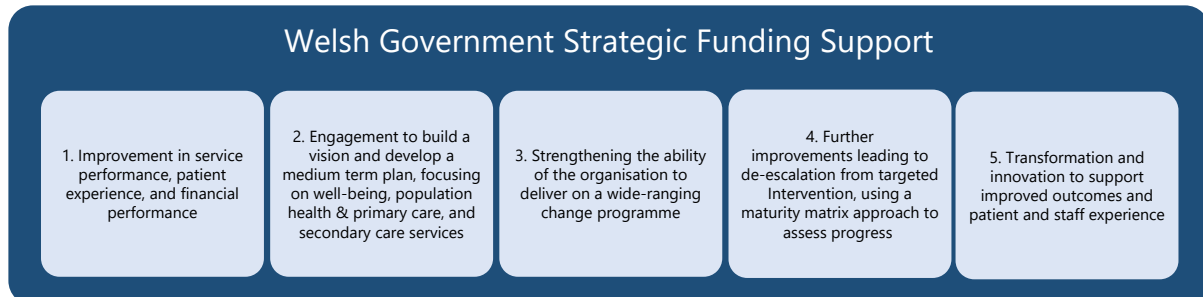 Welsh Government Strategic Funding Support
1. Improvement in service
performance, patient
experience, and financial
performance
2. Engagement to build a
vision and develop a
medium term plan, focusing
on well-being, population
health & primary care, and
secondary care services
3. Strengthening the ability
of the organisation to
deliver on a wide-ranging
change programme
4. Further
improvements leading to
de-escalation from targeted
Intervention, using a
maturity matrix approach to
assess progress
5. Transformation and
innovation to support
improved outcomes and
patient and staff experience